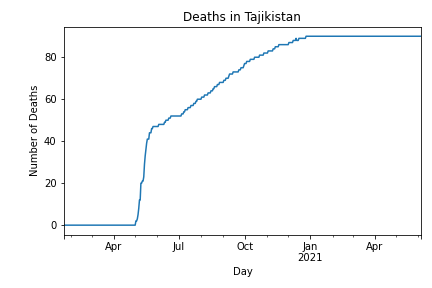 Deaths in Tajikistan
Number of Deaths
80
60
40
20
0
Apr Jul Oct Jan Apr
2021
Day